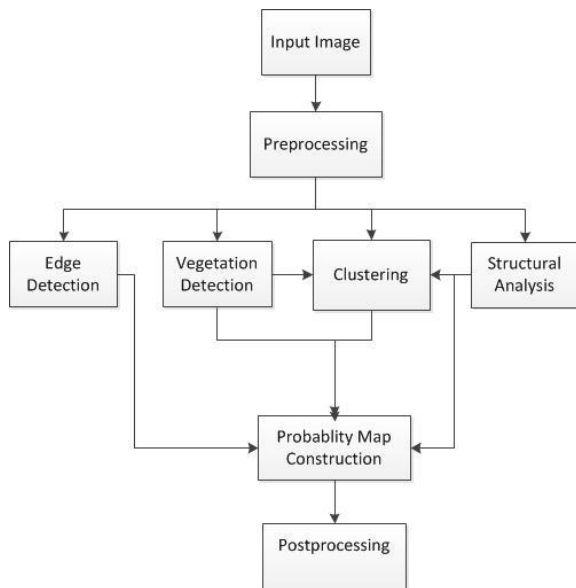 Input Image
Preprocessing
Edge
Detection
Vegetation
Detection
Clustering
Structural
Analysis
Probablity Map
Construction
Postprocessing